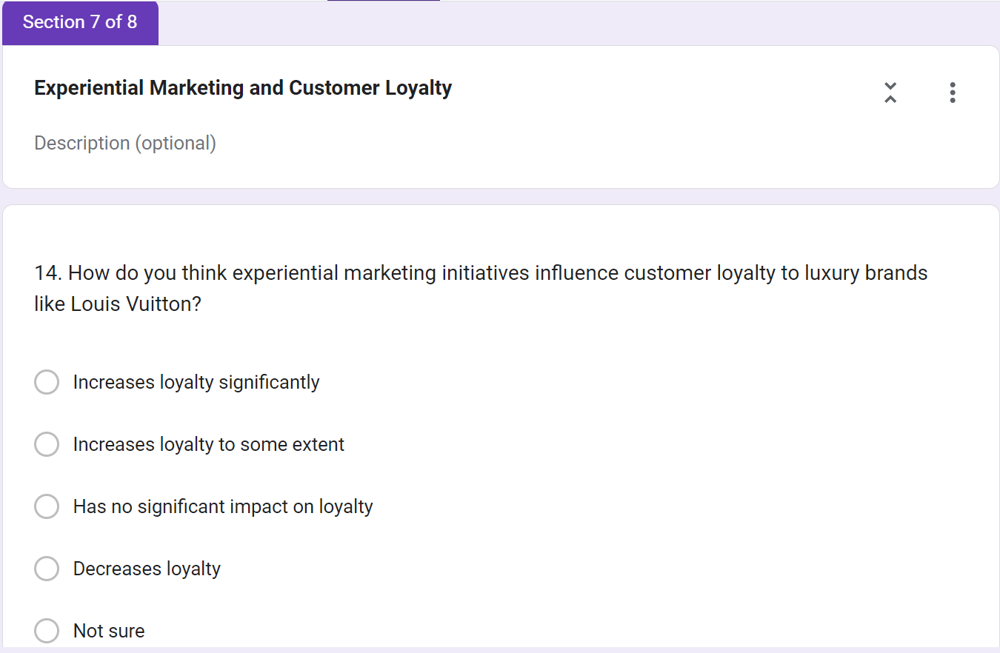 Section 7 of 8
Experiential Marketing and Customer Loyalty
Description (optional)
14. How do you think experiential marketing initiatives influence customer loyalty to luxury brands
like Louis Vuitton?
Increases loyalty significantly
Increases loyalty to some extent
Has no significant impact on loyalty
Decreases loyalty
Not sure